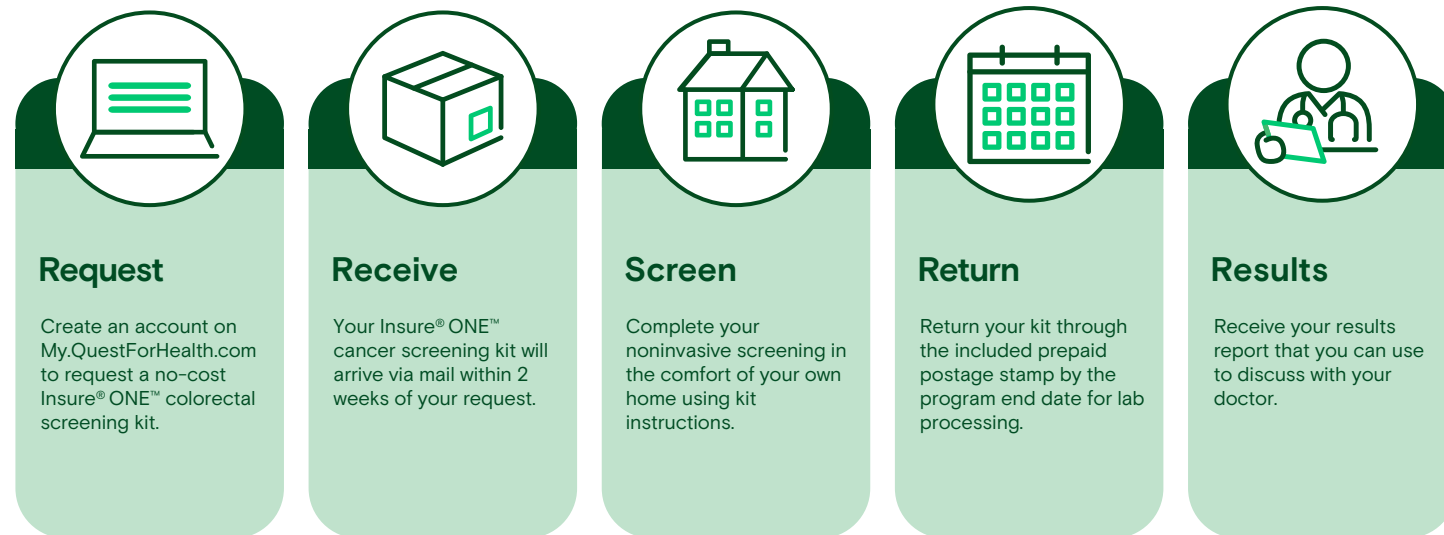 Request
Create an account on
My.QuestForHealth.com
to request a no-cost
Insure® ONE™ colorectal
screening kit.
Receive
Your Insure® ONE™
cancer screening kit will
arrive via mail within 2
weeks of your request.
Screen
Complete your
noninvasive screening in
the comfort of your own
home using kit
instructions.
Return
Return your kit through
the included prepaid
postage stamp by the
program end date for lab
processing.
Results
Receive your results
report that you can use
to discuss with your
doctor.